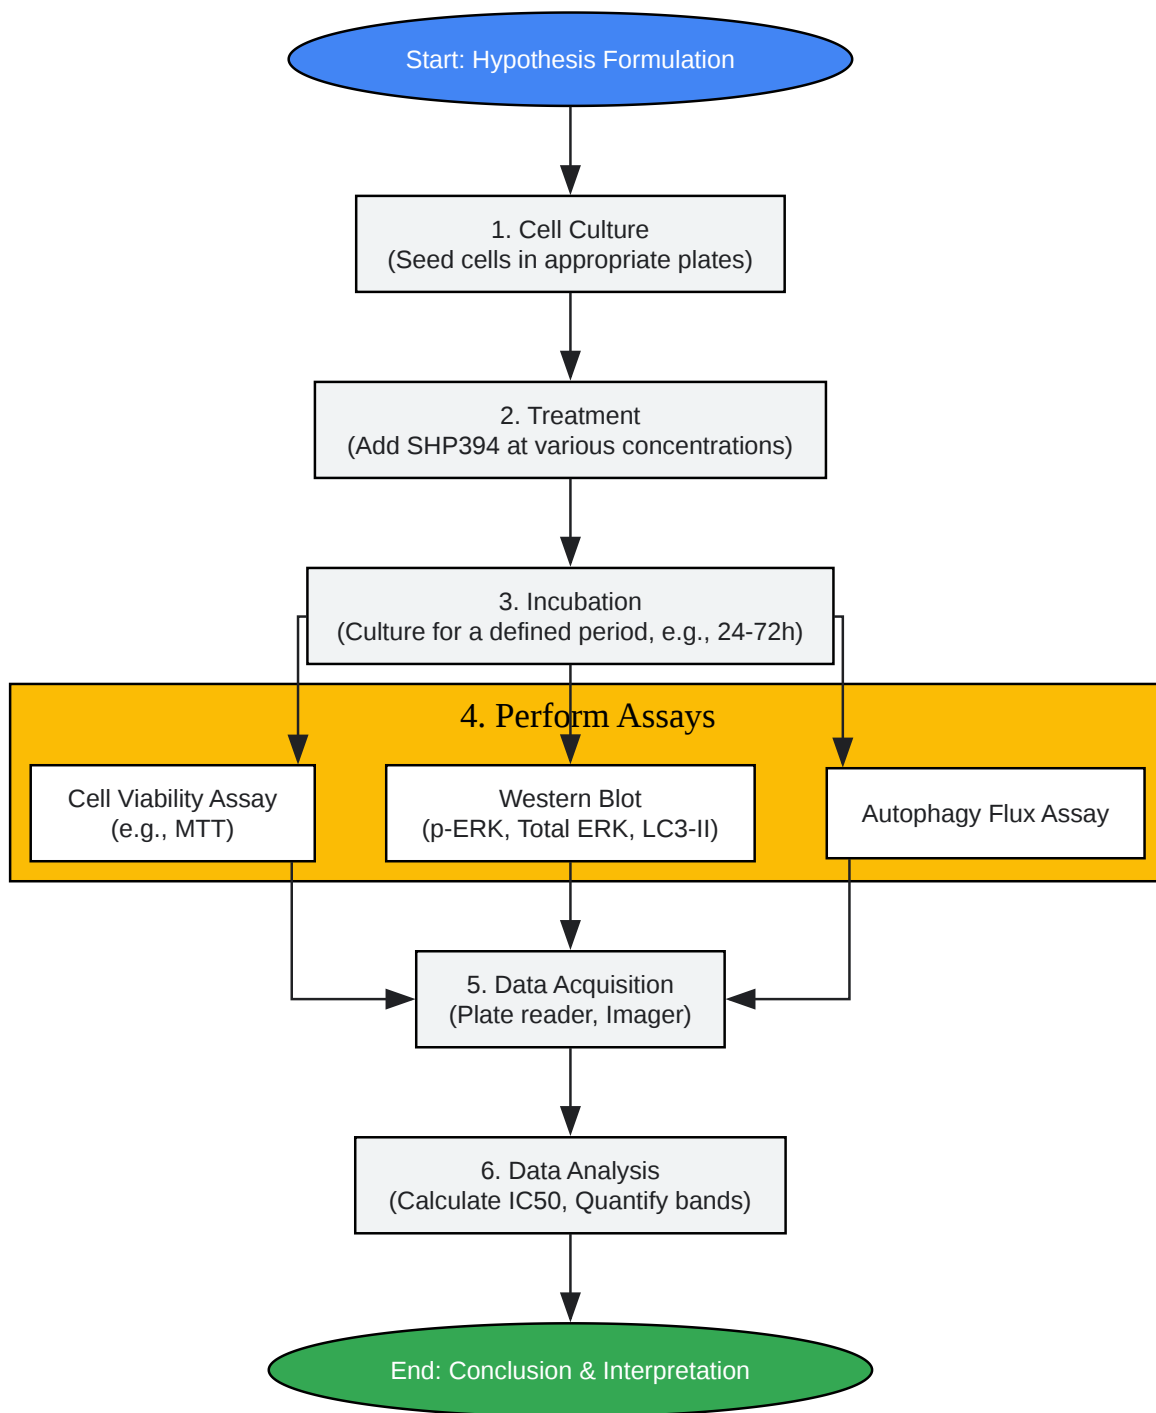 Start: Hypothesis Formulation
1. Cell Culture
(Seed cells in appropriate plates)
2. Treatment
(Add SHP394 at various concentrations)
3. Incubation
(Culture for a defined period, e.g., 24-72h)
4. Perform Assays
Cell Viability Assay
(e.g., MTT)
Western Blot
(p-ERK, Total ERK, LC3-II)
Autophagy Flux Assay
5. Data Acquisition
(Plate reader, Imager)
6. Data Analysis
(Calculate IC50, Quantify bands)
End: Conclusion & Interpretation